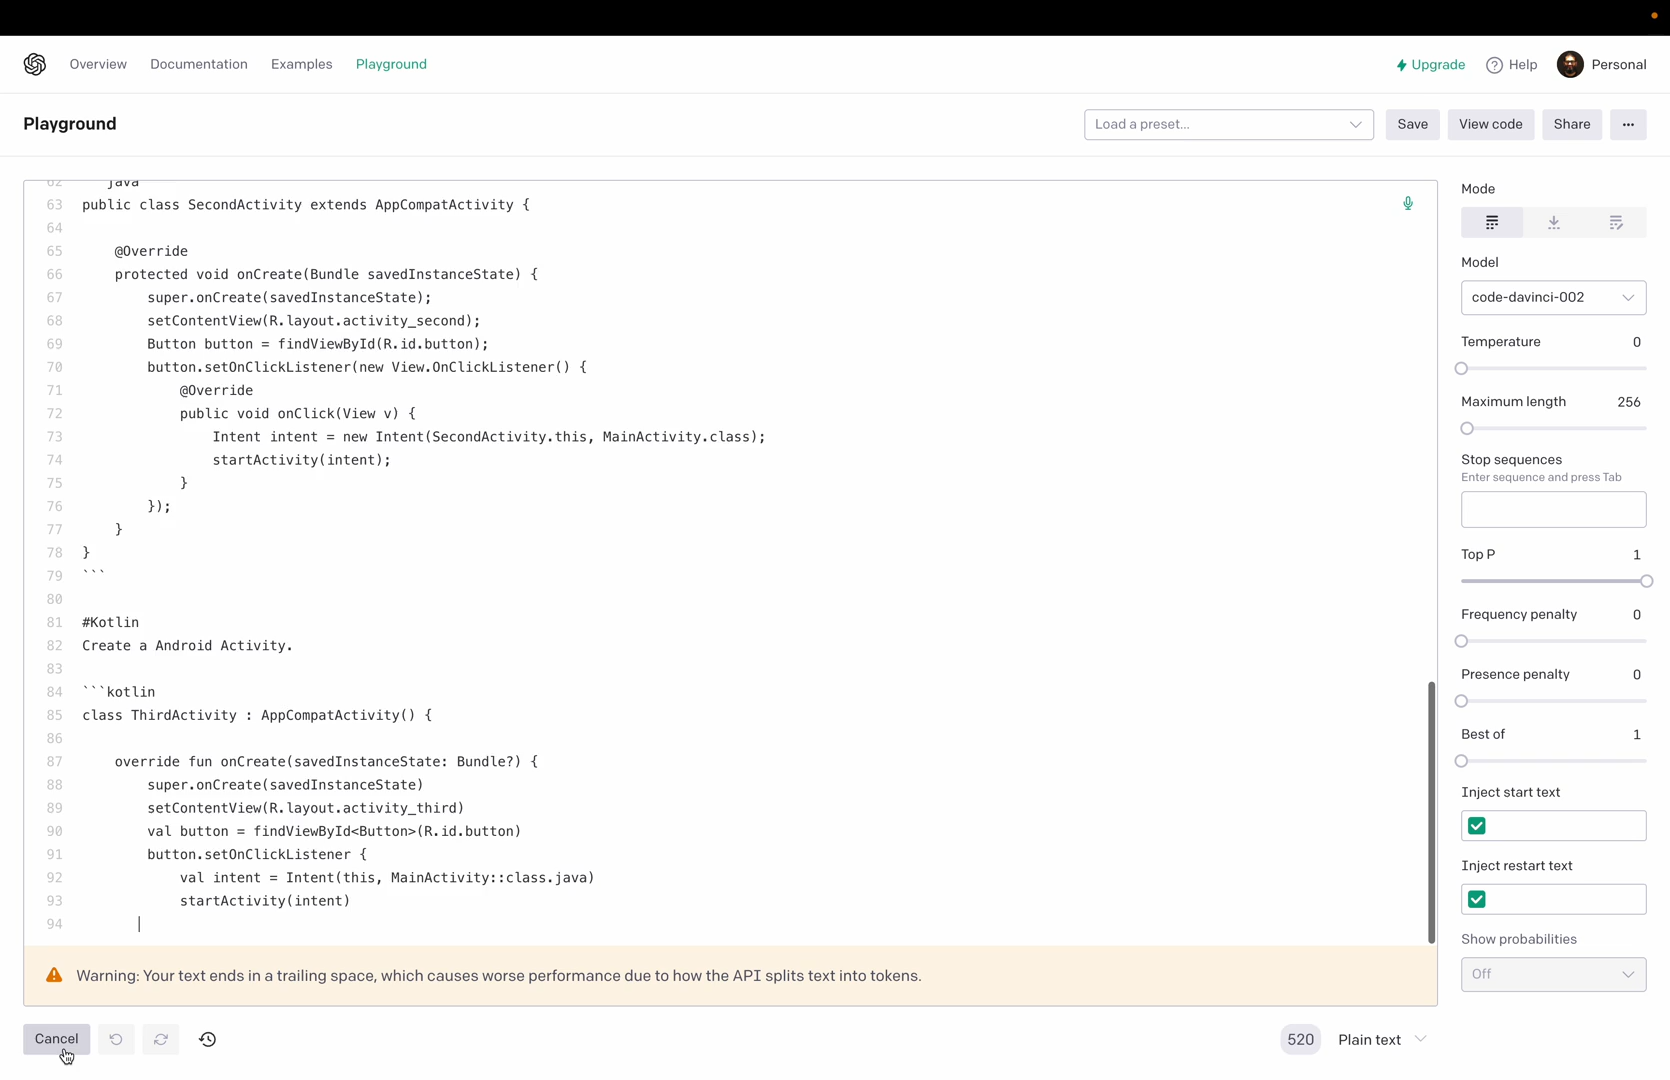 Overview Documentation Examples Playground
Upgrade Help Personal
Playground
Load a preset... Save View code Share ...
62 java
63 public class SecondActivity extends AppCompatActivity {
64
65 @Override
66 protected void onCreate(Bundle savedInstanceState) {
67 super.onCreate(savedInstanceState);
68 setContentView(R.layout.activity_second);
69 Button button = findViewById(R.id.button);
70 button.setOnClickListener(new View.OnClickListener() {
71 @Override
72 public void onClick(View v) {
73 Intent intent = new Intent(SecondActivity.this, MainActivity.class);
74 startActivity(intent);
75 }
76 });
77 }
78 }
79 ```
80
81 #Kotlin
82 Create a Android Activity.
83
84 ```kotlin
85 class ThirdActivity : AppCompatActivity() {
86
87 override fun onCreate(savedInstanceState: Bundle?) {
88 super.onCreate(savedInstanceState)
89 setContentView(R.layout.activity_third)
90 val button = findViewById<Button>(R.id.button)
91 button.setOnClickListener {
92 val intent = Intent(this, MainActivity::class.java)
93 startActivity(intent)
94
Warning: Your text ends in a trailing space, which causes worse performance due to how the API splits text into tokens.
Cancel
520 Plain text
Mode
Model
code-davinci-002
Temperature 0
Maximum length 256
Stop sequences
Enter sequence and press Tab
Top P 1
Frequency penalty 0
Presence penalty 0
Best of 1
Inject start text
Inject restart text
Show probabilities
Off